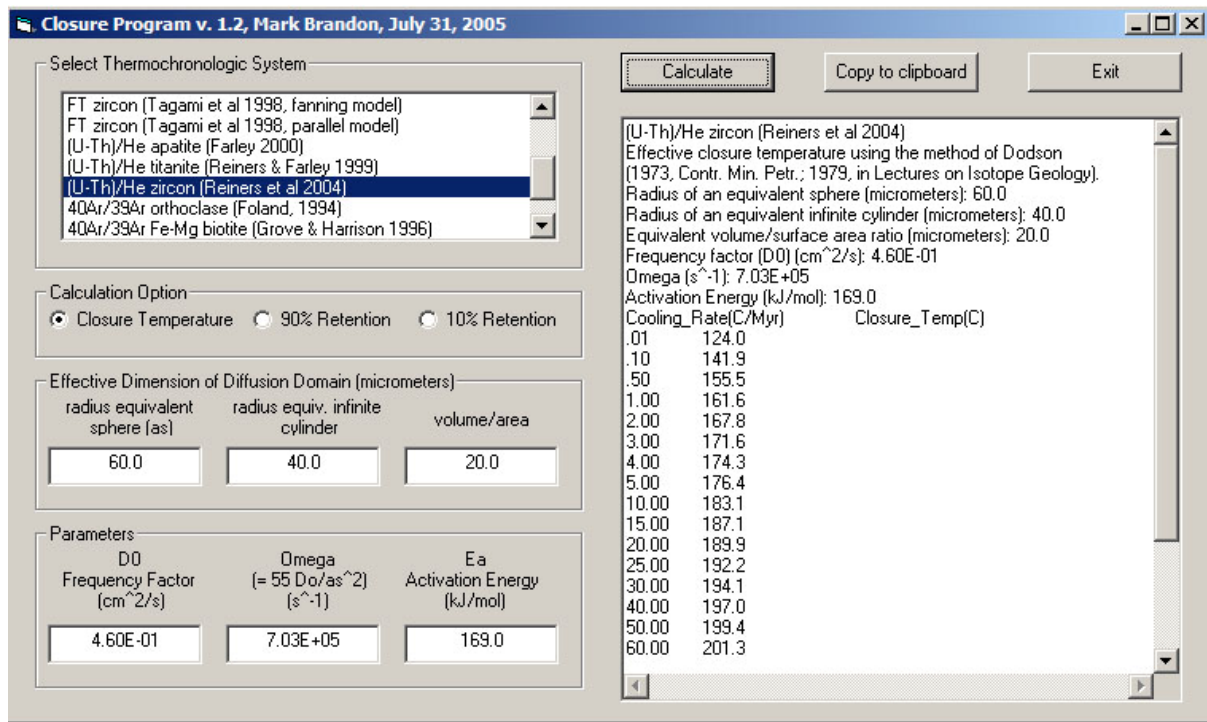 Closure Program v. 1.2, Mark Brandon, July 31, 2005
Select Thermochronologic System
FT zircon (Tagami et al 1998, fanning model)
FT zircon (Tagami et al 1998, parallel model)
(U-Th)/He apatite (Farley 2000)
(U-Th)/He titanite (Reiners & Farley 1999)
(U-Th)/He zircon (Reiners et al 2004)
40Ar/39Ar orthoclase (Foland, 1994)
40Ar/39Ar Fe-Mg biotite (Grove & Harrison 1996)
Calculation Option
Closure Temperature 90% Retention 10% Retention
Effective Dimension of Diffusion Domain (micrometers)
radius equivalent
sphere (as)
radius equiv. infinite
cylinder
volume/area
60.0 40.0 20.0
Parameters
D0
Frequency Factor
(cm^2/s)
Omega
(= 55 Do/as^2)
(s^-1)
Ea
Activation Energy
(kJ/mol)
4.60E-01 7.03E+05 169.0
Calculate Copy to clipboard Exit
(U-Th)/He zircon (Reiners et al 2004)
Effective closure temperature using the method of Dodson
(1973, Contr. Min. Petr.; 1979, in Lectures on Isotope Geology).
Radius of an equivalent sphere (micrometers): 60.0
Radius of an equivalent infinite cylinder (micrometers): 40.0
Equivalent volume/surface area ratio (micrometers): 20.0
Frequency factor (D0) (cm^2/s): 4.60E-01
Omega (s^-1): 7.03E+05
Activation Energy (kJ/mol): 169.0
Cooling_Rate(C/Myr) Closure_Temp(C)
.01 124.0
.10 141.9
.50 155.5
1.00 161.6
2.00 167.8
3.00 171.6
4.00 174.3
5.00 176.4
10.00 183.1
15.00 187.1
20.00 189.9
25.00 192.2
30.00 194.1
40.00 197.0
50.00 199.4
60.00 201.3